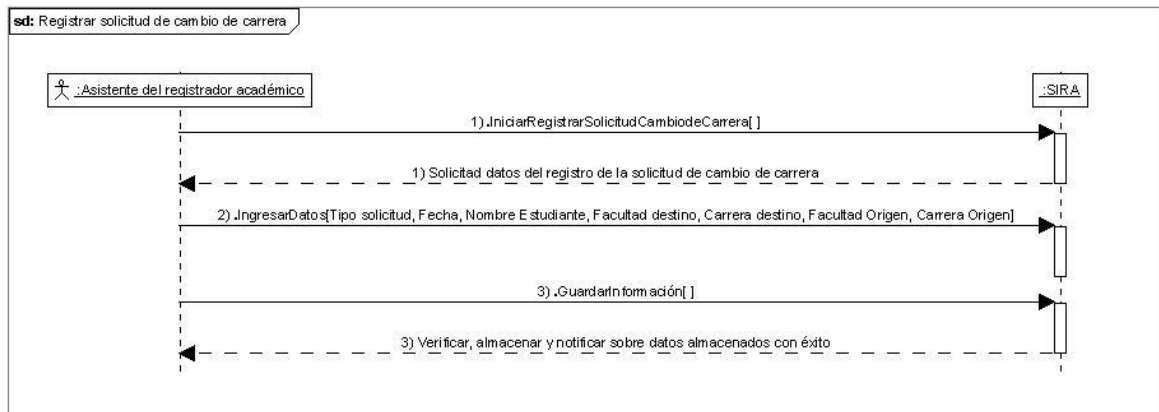 sd: Registrar solicitud de cambio de carrera
:Asistente del registrador académico
:SIRA
1).IniciarRegistrarSolicitudCambiodeCarrera[ ]
1) Solicitad datos del registro de la solicitud de cambio de carrera
2).IngresarDatos[Tipo solicitud, Fecha, Nombre Estudiante, Facultad destino, Carrera destino, Facultad Origen, Carrera Origen]
3).GuardarInformación[ ]
3) Verificar, almacenar y notificar sobre datos almacenados con éxito